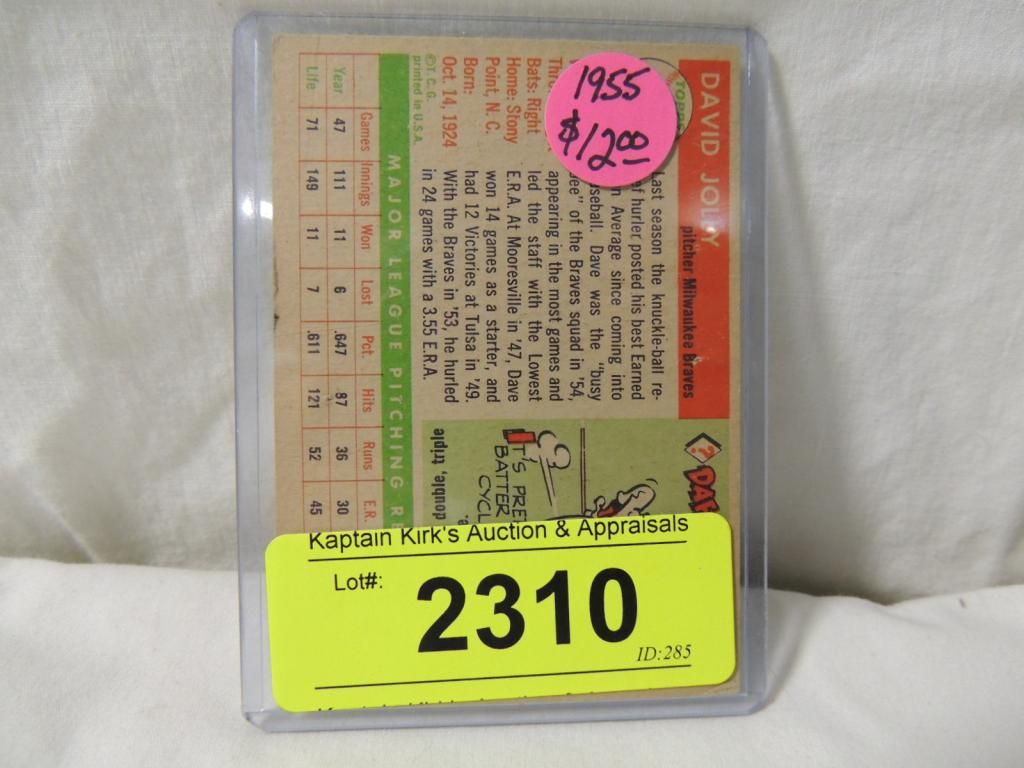 1955
$12.00
TOPPS
DAVID JOLLY
pitcher Milwaukee Braves
Bats: Right
Home: Stony
Point, N. C.
Born:
Oct. 14, 1924
© T. C. G.
printed in U.S.A.
Last season the knuckle-ball re-
hurler posted his best Earned
Average since coming into
Dave was the "busy
of the Braves squad in '54,
appearing in the most games and
led the staff with the Lowest
E.R.A. At Mooresville in '47, Dave
won 14 games as a starter, and
had 12 Victories at Tulsa in '49.
With the Braves in '53, he hurled
in 24 games with a 3.55 E.R.A.
?
IT'S
BATTER
double, triple
MAJOR LEAGUE PITCHING
Games Innings Won Lost Pct. Hits Runs E.R.
Year 47 111 11 6 .647 87 36 30
Life 71 149 11 7 .611 121 52 45
Kaptain Kirk's Auction & Appraisals
Lot#: 2310
ID:285